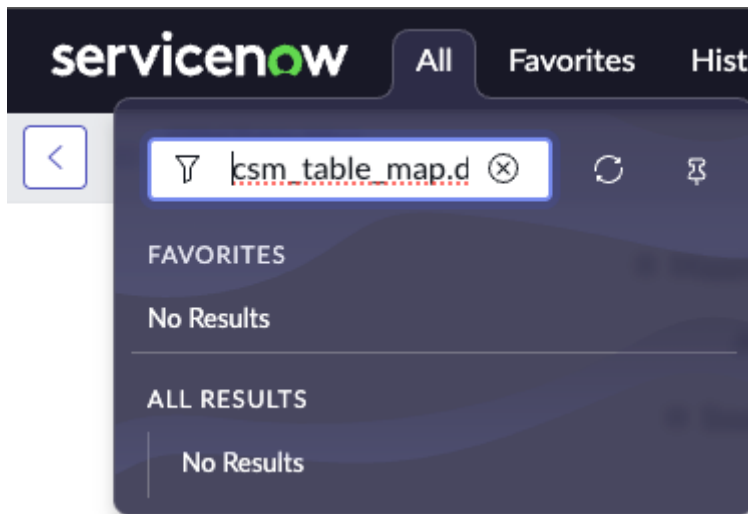 servicenow
All
Favorites
Hist
csm_table_map.d
FAVORITES
No Results
ALL RESULTS
No Results